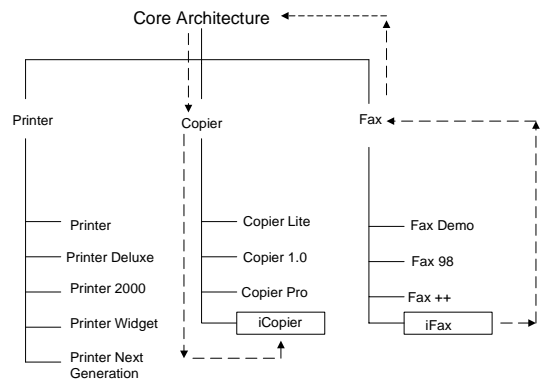 Core Architecture
Printer
Copier
Fax
Printer
Printer Deluxe
Printer 2000
Printer Widget
Printer Next
Generation
Copier Lite
Copier 1.0
Copier Pro
iCopier
Fax Demo
Fax 98
Fax ++
iFax